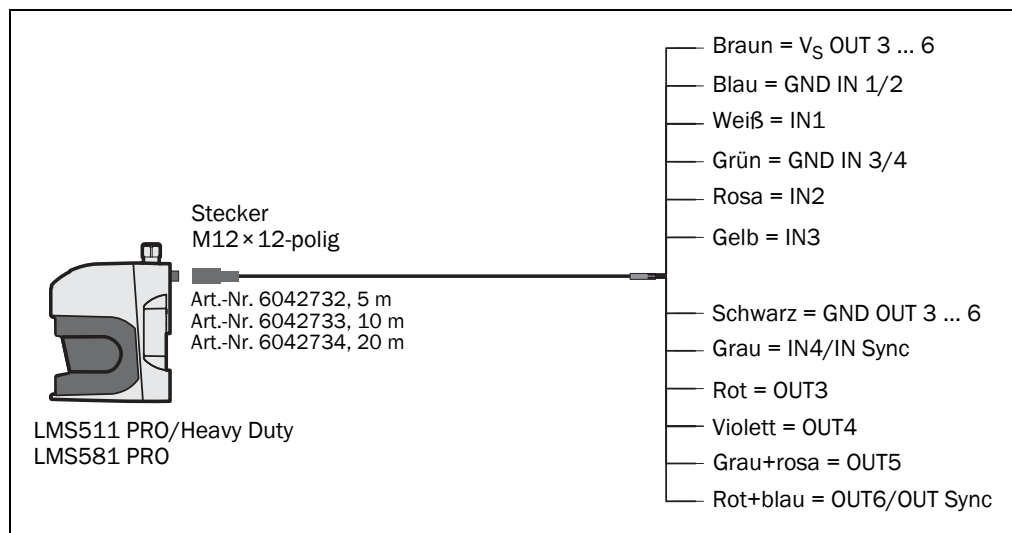 Braun = VS OUT 3 ... 6
Blau = GND IN 1/2
Weiß = IN1
Grün = GND IN 3/4
Rosa = IN2
Gelb = IN3
Stecker
M12 × 12-polig
Art.-Nr. 6042732, 5 m
Art.-Nr. 6042733, 10 m
Art.-Nr. 6042734, 20 m
Schwarz = GND OUT 3 ... 6
Grau = IN4/IN Sync
Rot = OUT3
Violett = OUT4
Grau+rosa = OUT5
Rot+blau = OUT6/OUT Sync
LMS511 PRO/Heavy Duty
LMS581 PRO